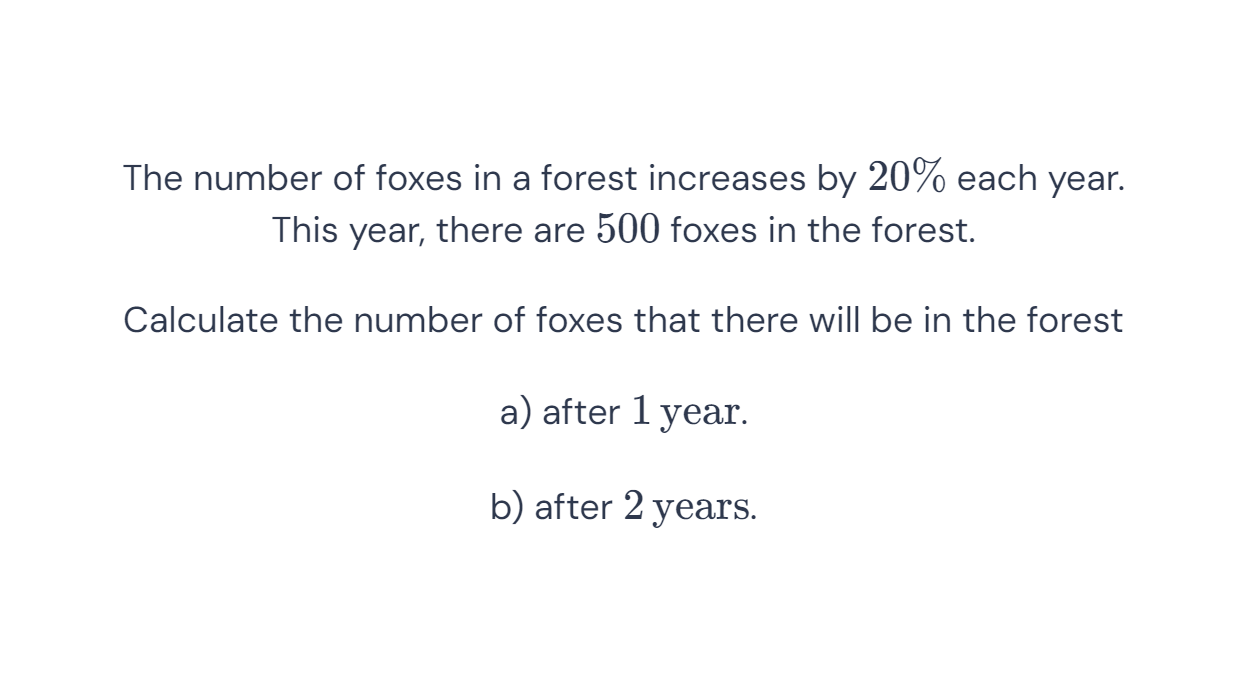 The number of foxes in a forest increases by 20% each year.
This year, there are 500 foxes in the forest.
Calculate the number of foxes that there will be in the forest
a) after 1 year.
b) after 2 years.